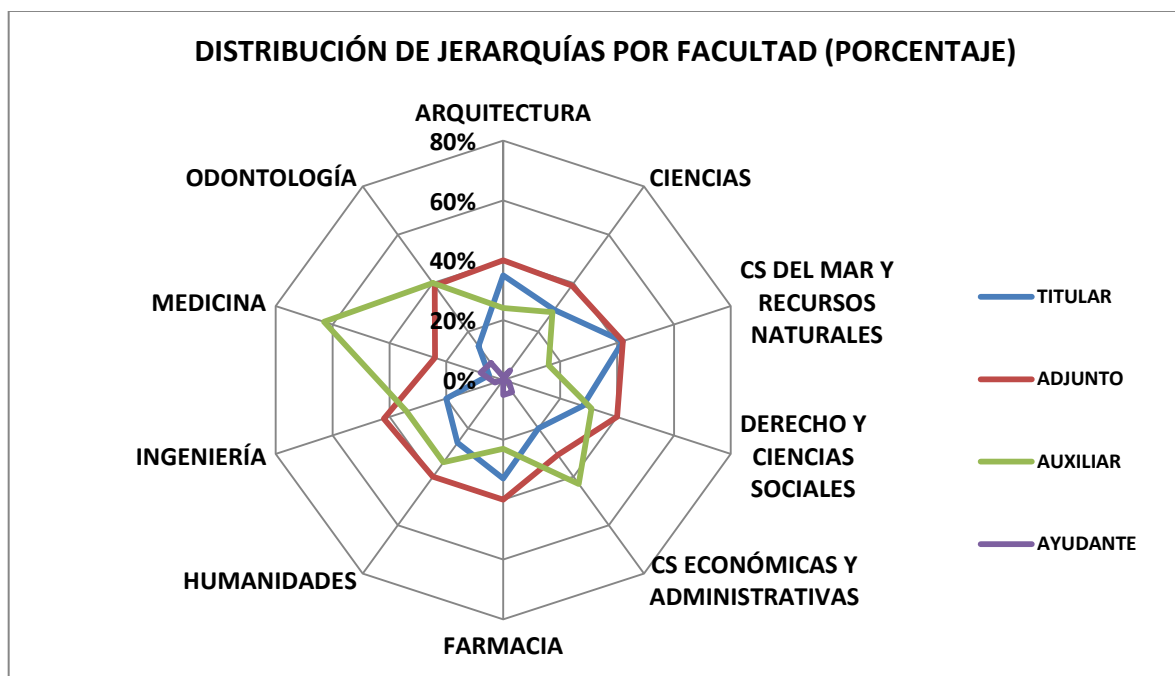 DISTRIBUCIÓN DE JERARQUÍAS POR FACULTAD (PORCENTAJE)
ARQUITECTURA
80%
60%
40%
20%
0%
CIENCIAS
CS DEL MAR Y
RECURSOS
NATURALES
DERECHO Y
CIENCIAS
SOCIALES
CS ECONÓMICAS Y
ADMINISTRATIVAS
FARMACIA
HUMANIDADES
INGENIERÍA
MEDICINA
ODONTOLOGÍA
TITULAR
ADJUNTO
AUXILIAR
AYUDANTE